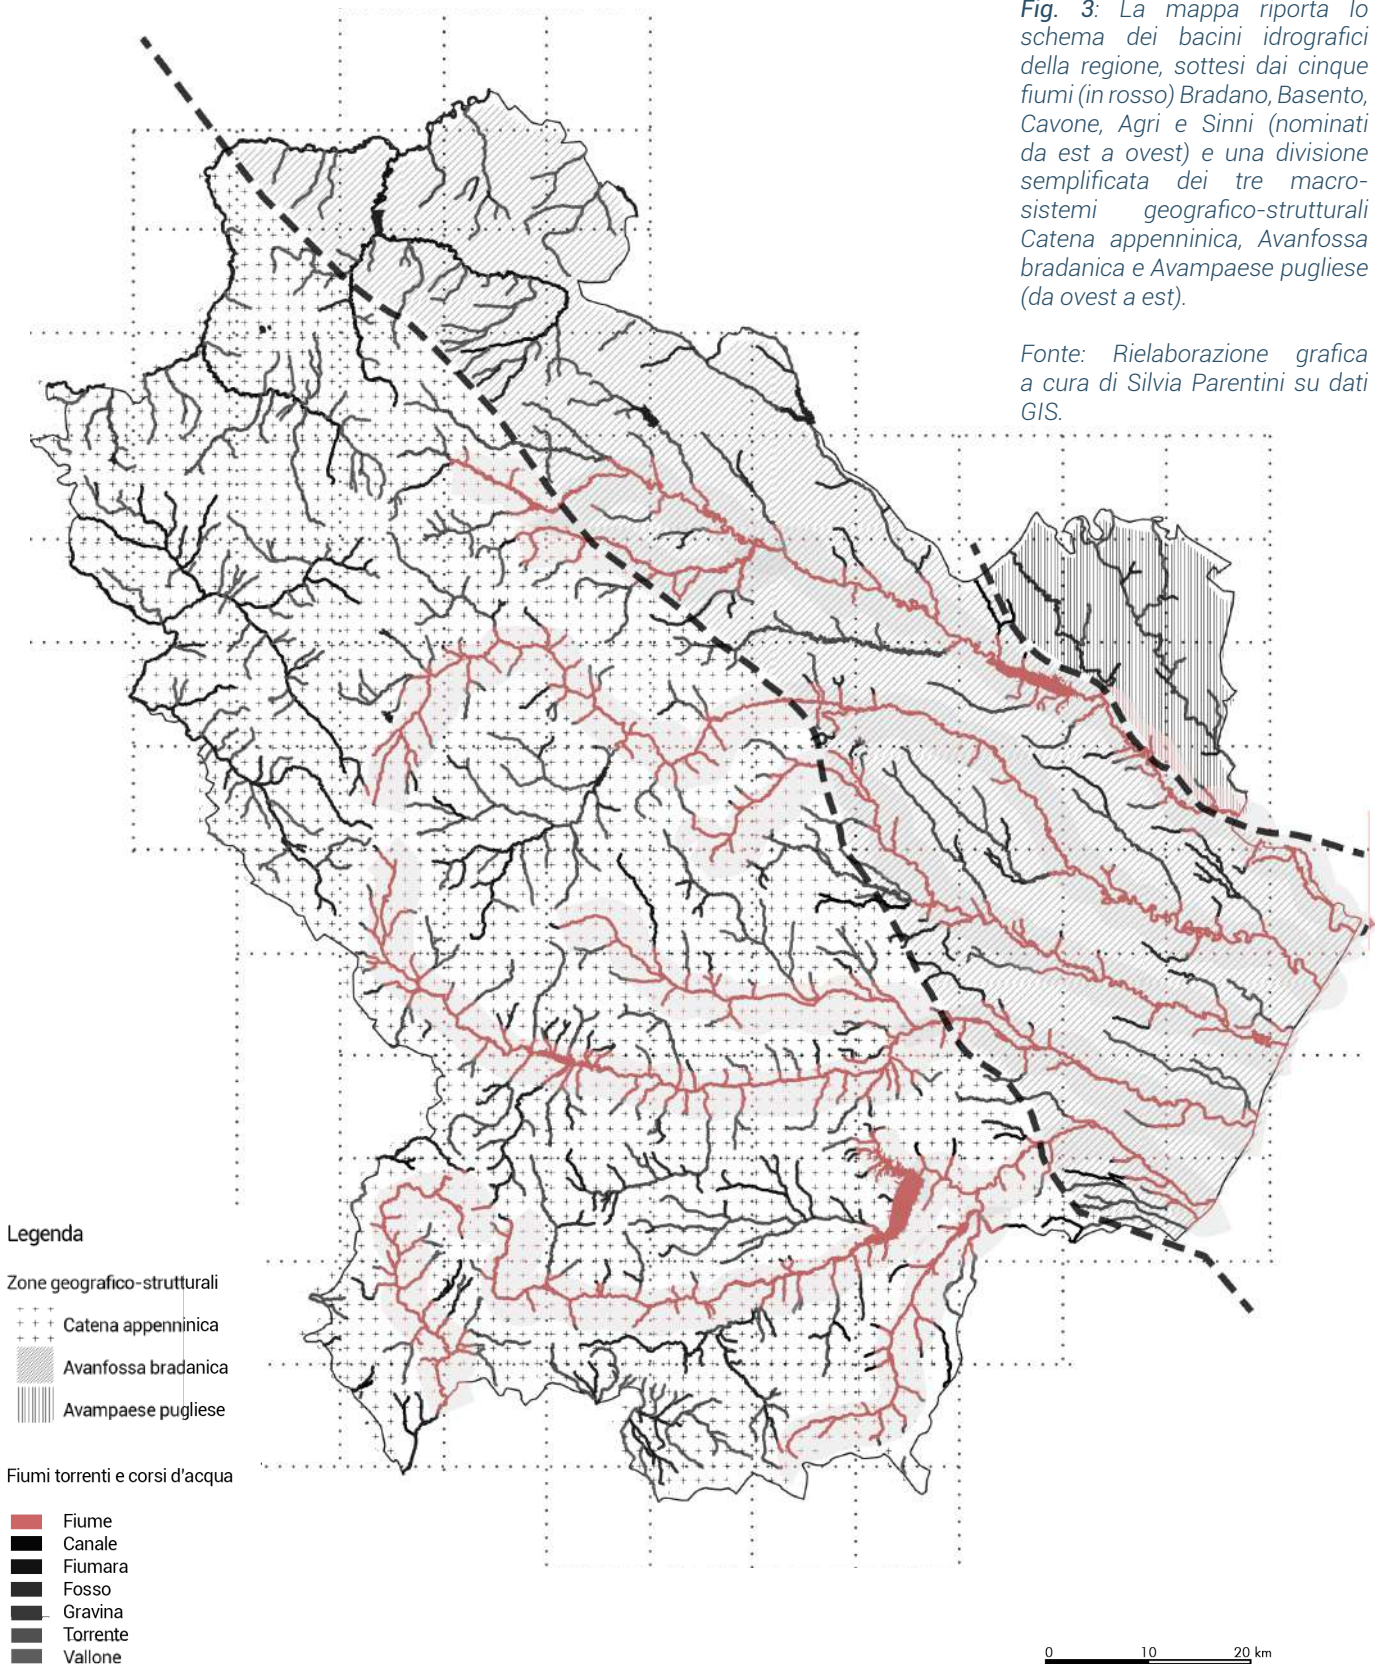 Fig. 3: La mappa riporta lo
schema dei bacini idrografici
della regione, sottesi dai cinque
fiumi (in rosso) Bradano, Basento,
Cavone, Agri e Sinni (nominati
da est a ovest) e una divisione
semplificata dei tre macro-
sistemi geografico-strutturali
Catena appenninica, Avanfossa
bradanica e Avampaese pugliese
(da ovest a est).
Fonte: Rielaborazione grafica
a cura di Silvia Parentini su dati
GIS.
Legenda
Zone geografico-strutturali
Catena appenninica
Avanfossa bradanica
Avampaese pugliese
Fiumi torrenti e corsi d'acqua
Fiume
Canale
Fiumara
Fosso
Gravina
Torrente
Vallone
0 10 20 km